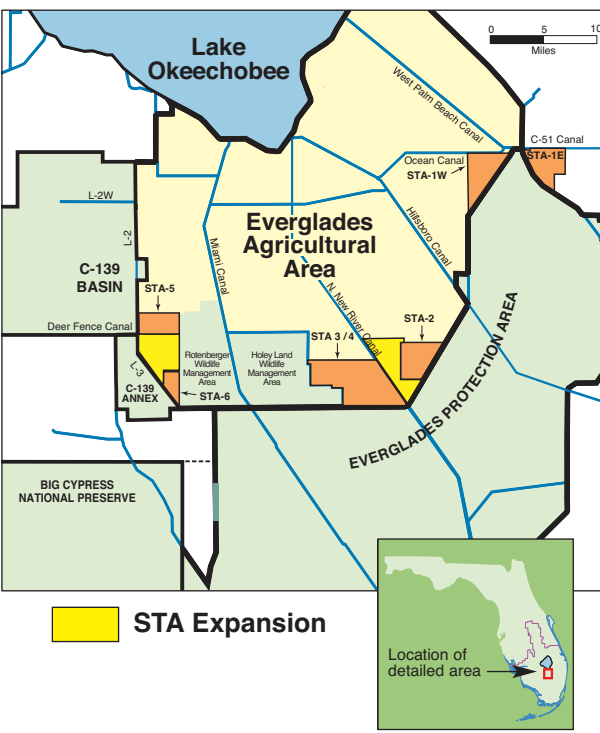 Lake
Okeechobee
0 5 10
Miles
West Palm Beach Canal
C-51 Canal
STA-1E
Ocean Canal
STA-1W
L-2W
L-2
Hillsboro Canal
Everglades
Agricultural
Area
Miami Canal
C-139
BASIN
N. New River Canal
STA-5
Deer Fence Canal
STA-2
STA 3 / 4
Rotenberger
Wildlife
Management
Area
Holey Land
Wildlife
Management
Area
L-3
C-139
ANNEX
STA-6
EVERGLADES PROTECTION AREA
BIG CYPRESS
NATIONAL PRESERVE
STA Expansion
Location of
detailed area